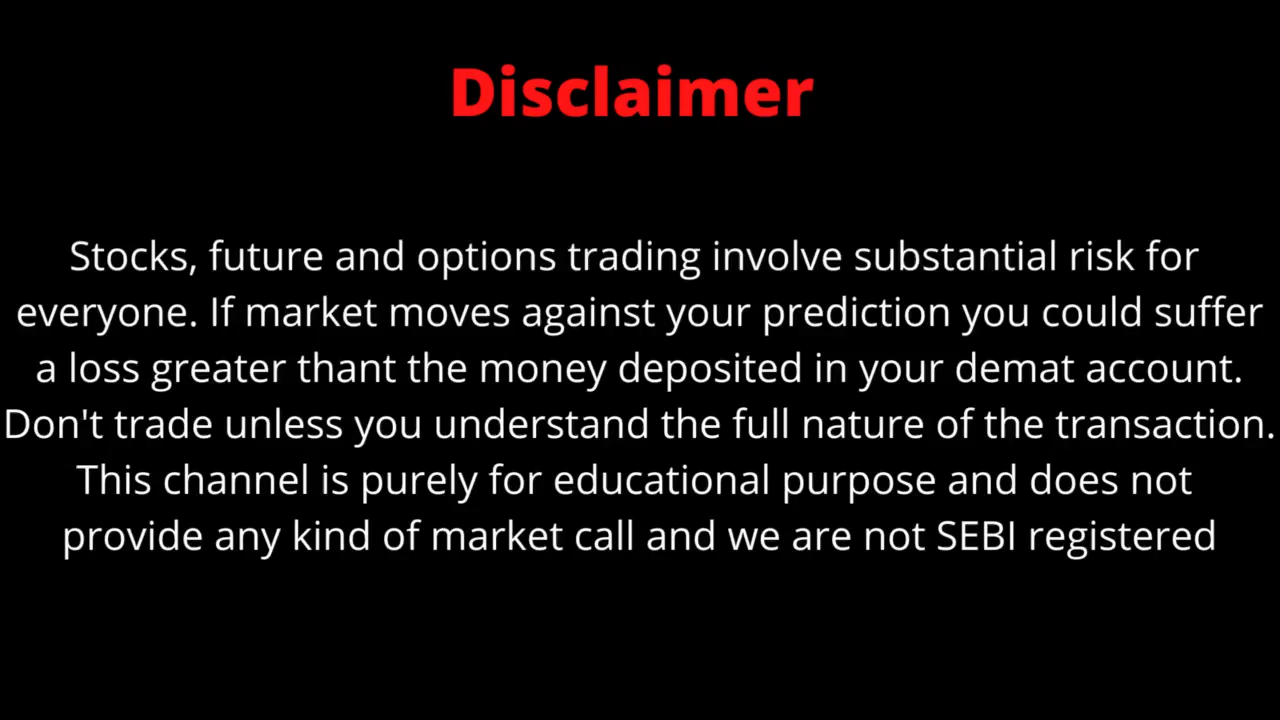 Disclaimer
Stocks, future and options trading involve substantial risk for
everyone. If market moves against your prediction you could suffer
a loss greater thant the money deposited in your demat account.
Don't trade unless you understand the full nature of the transaction.
This channel is purely for educational purpose and does not
provide any kind of market call and we are not SEBI registered